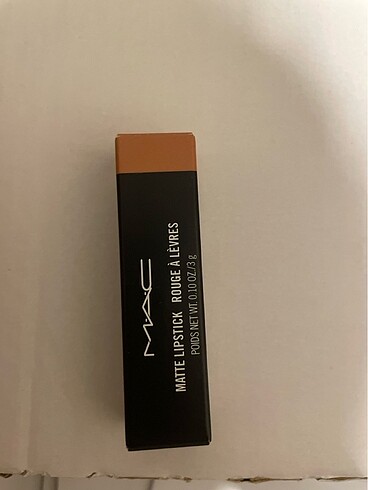 MAC
MATTE LIPSTICK ROUGE À LÈVRES
POIDS NET WT. 0.10 OZ./3 g